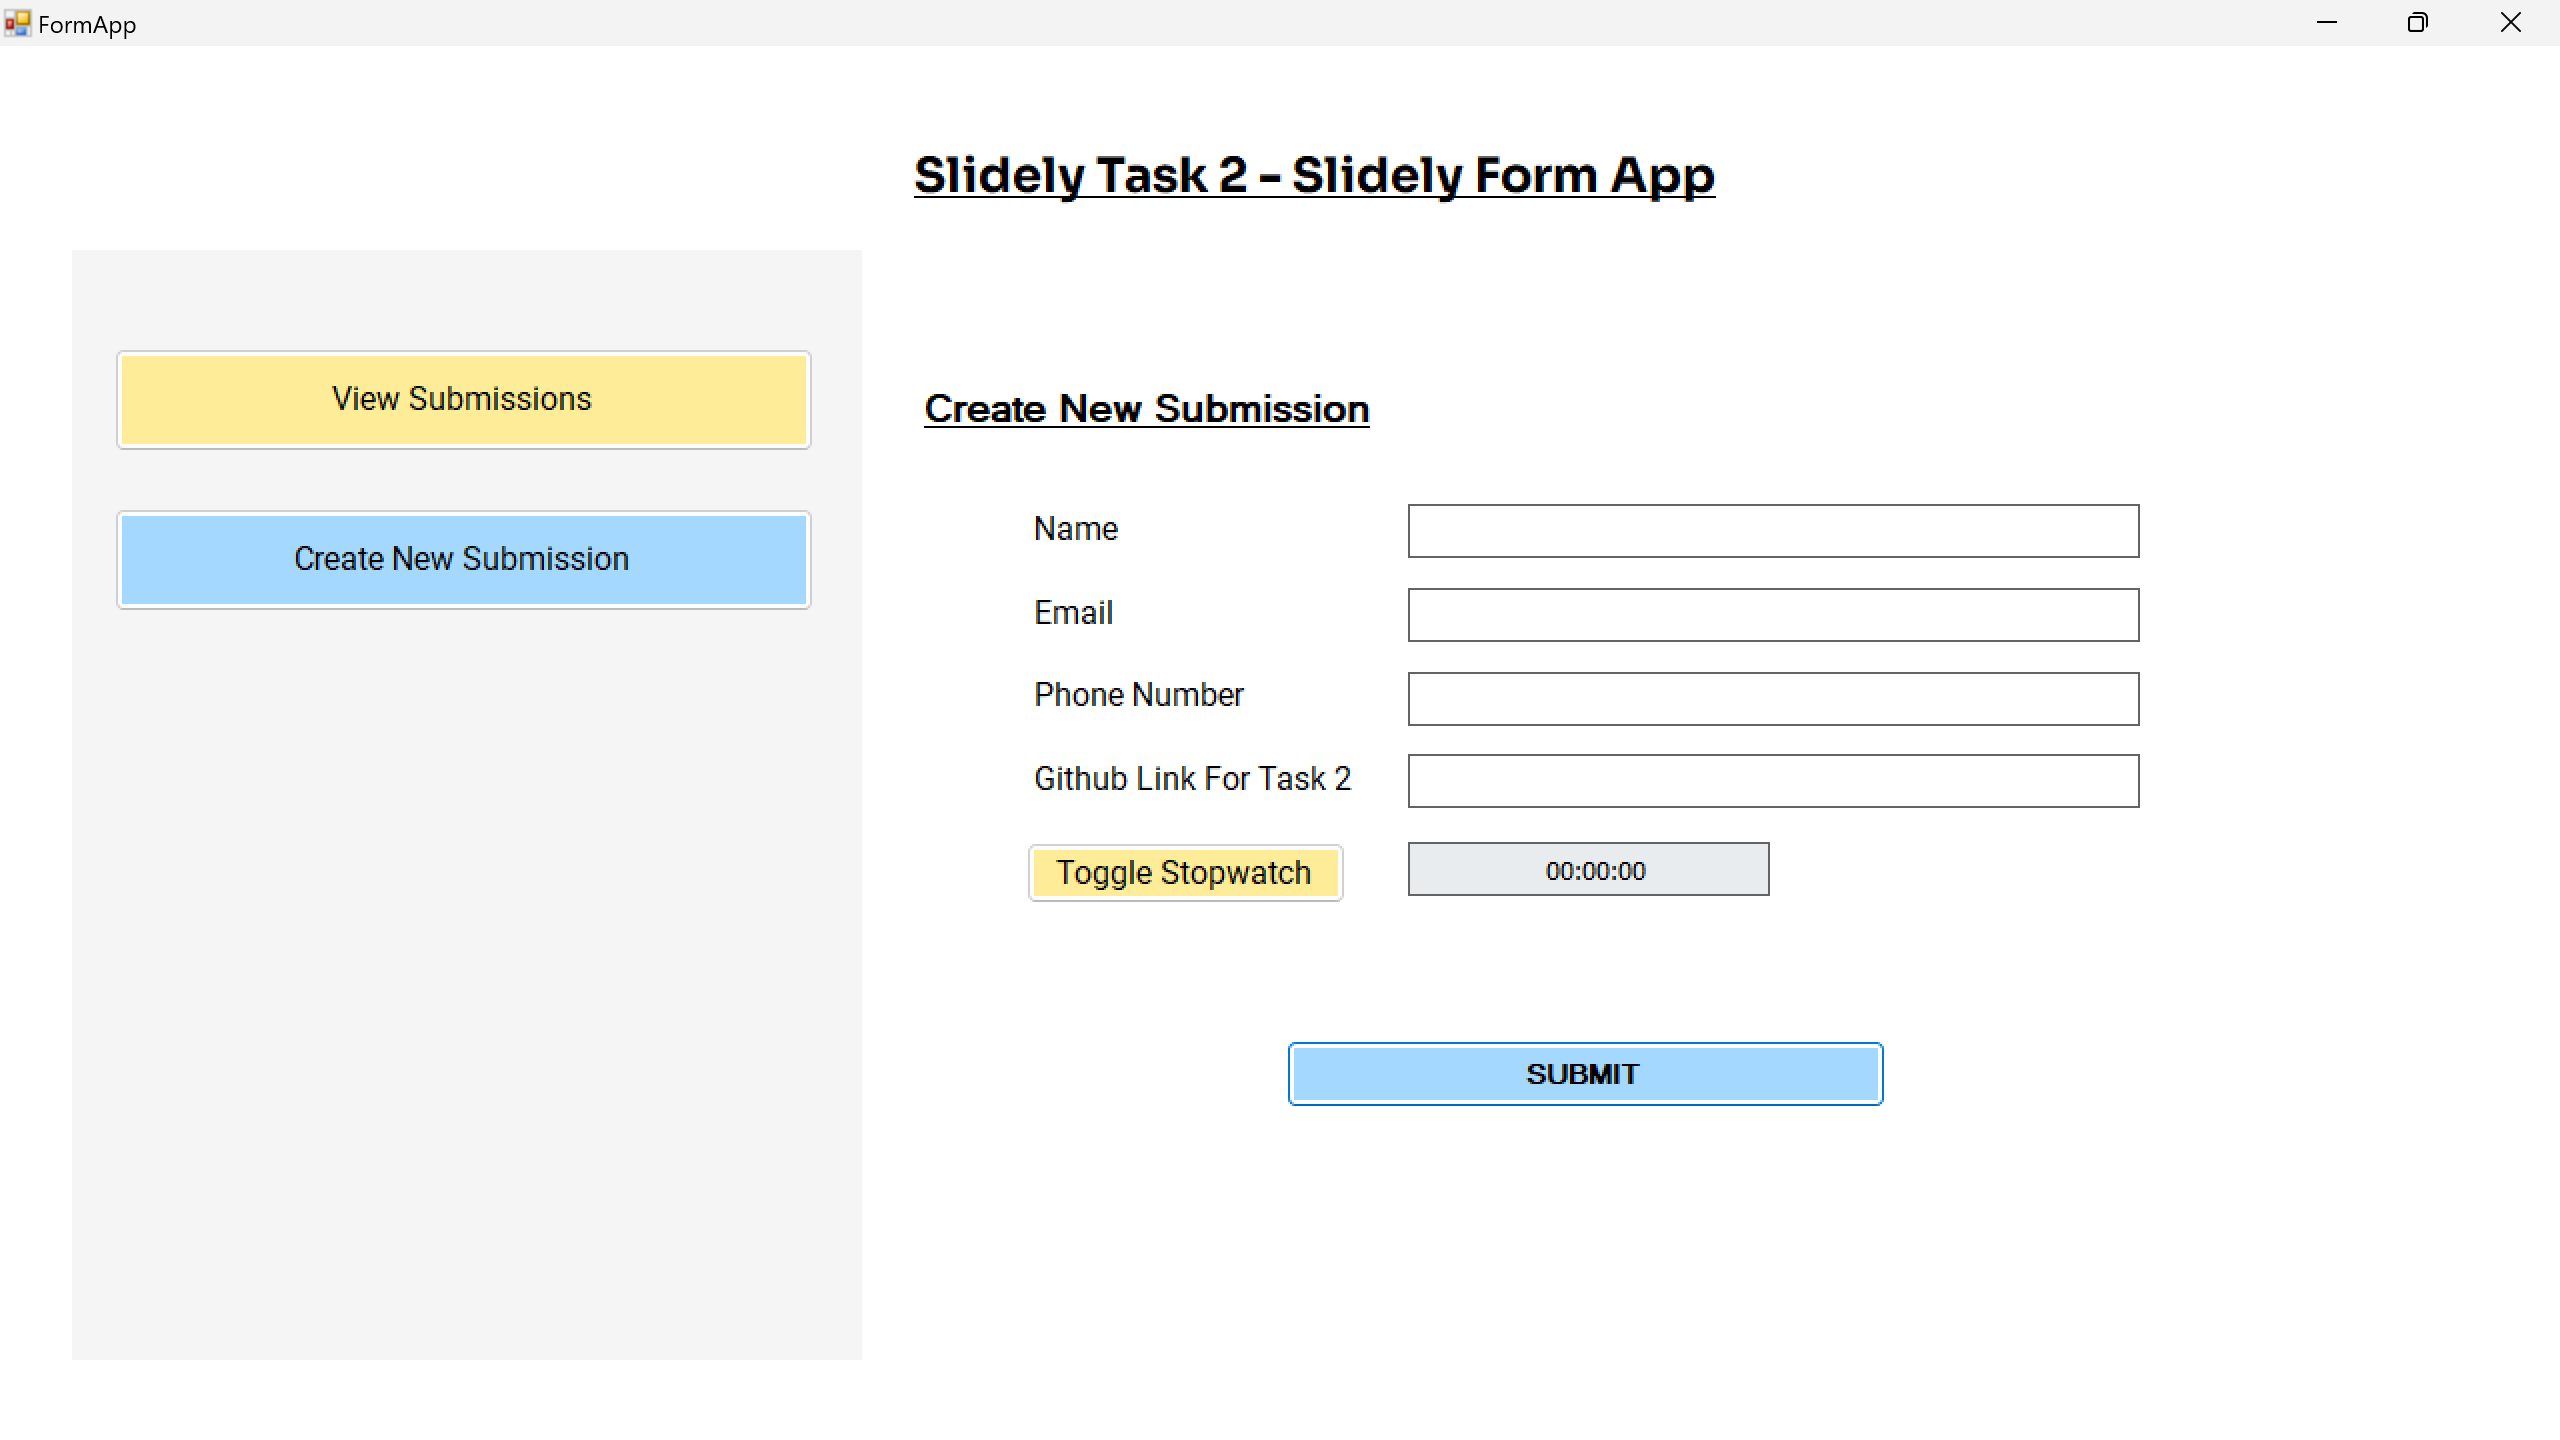 FormApp
Slidely Task 2 - Slidely Form App
View Submissions
Create New Submission
Create New Submission
Name
Email
Phone Number
Github Link For Task 2
Toggle Stopwatch
00:00:00
SUBMIT